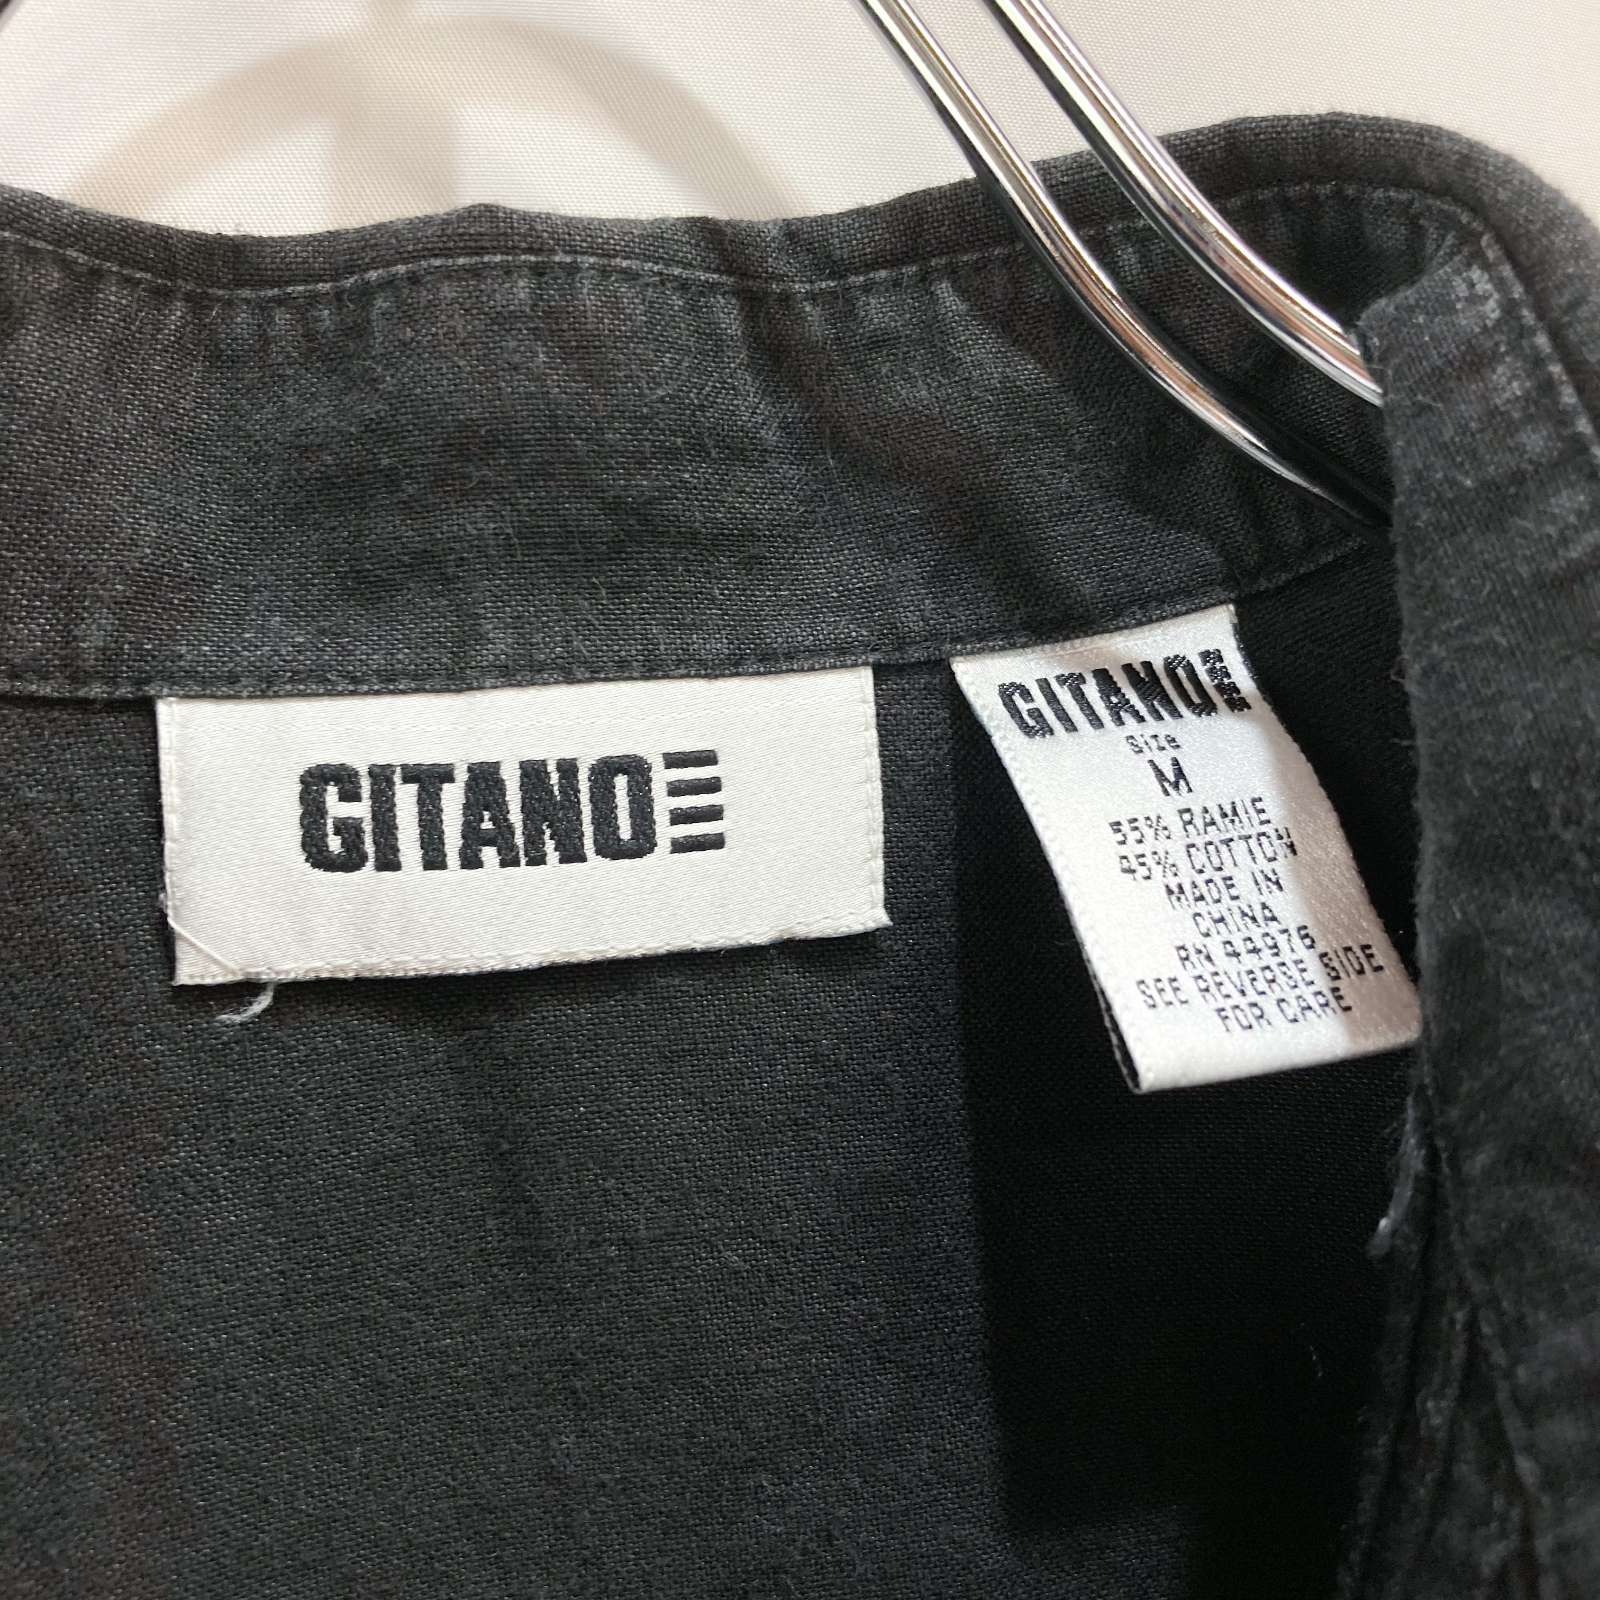 GITANO
GITANO
Size
M
55% RAMIE
45% COTTON
MADE IN
CHINA
RN 44976
SEE REVERSE SIDE
FOR CARE